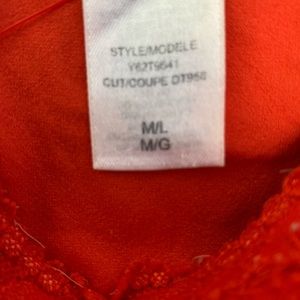 STYLE/MODELE
Y62T9541
CUT/COUPE DT958
M/L
M/G